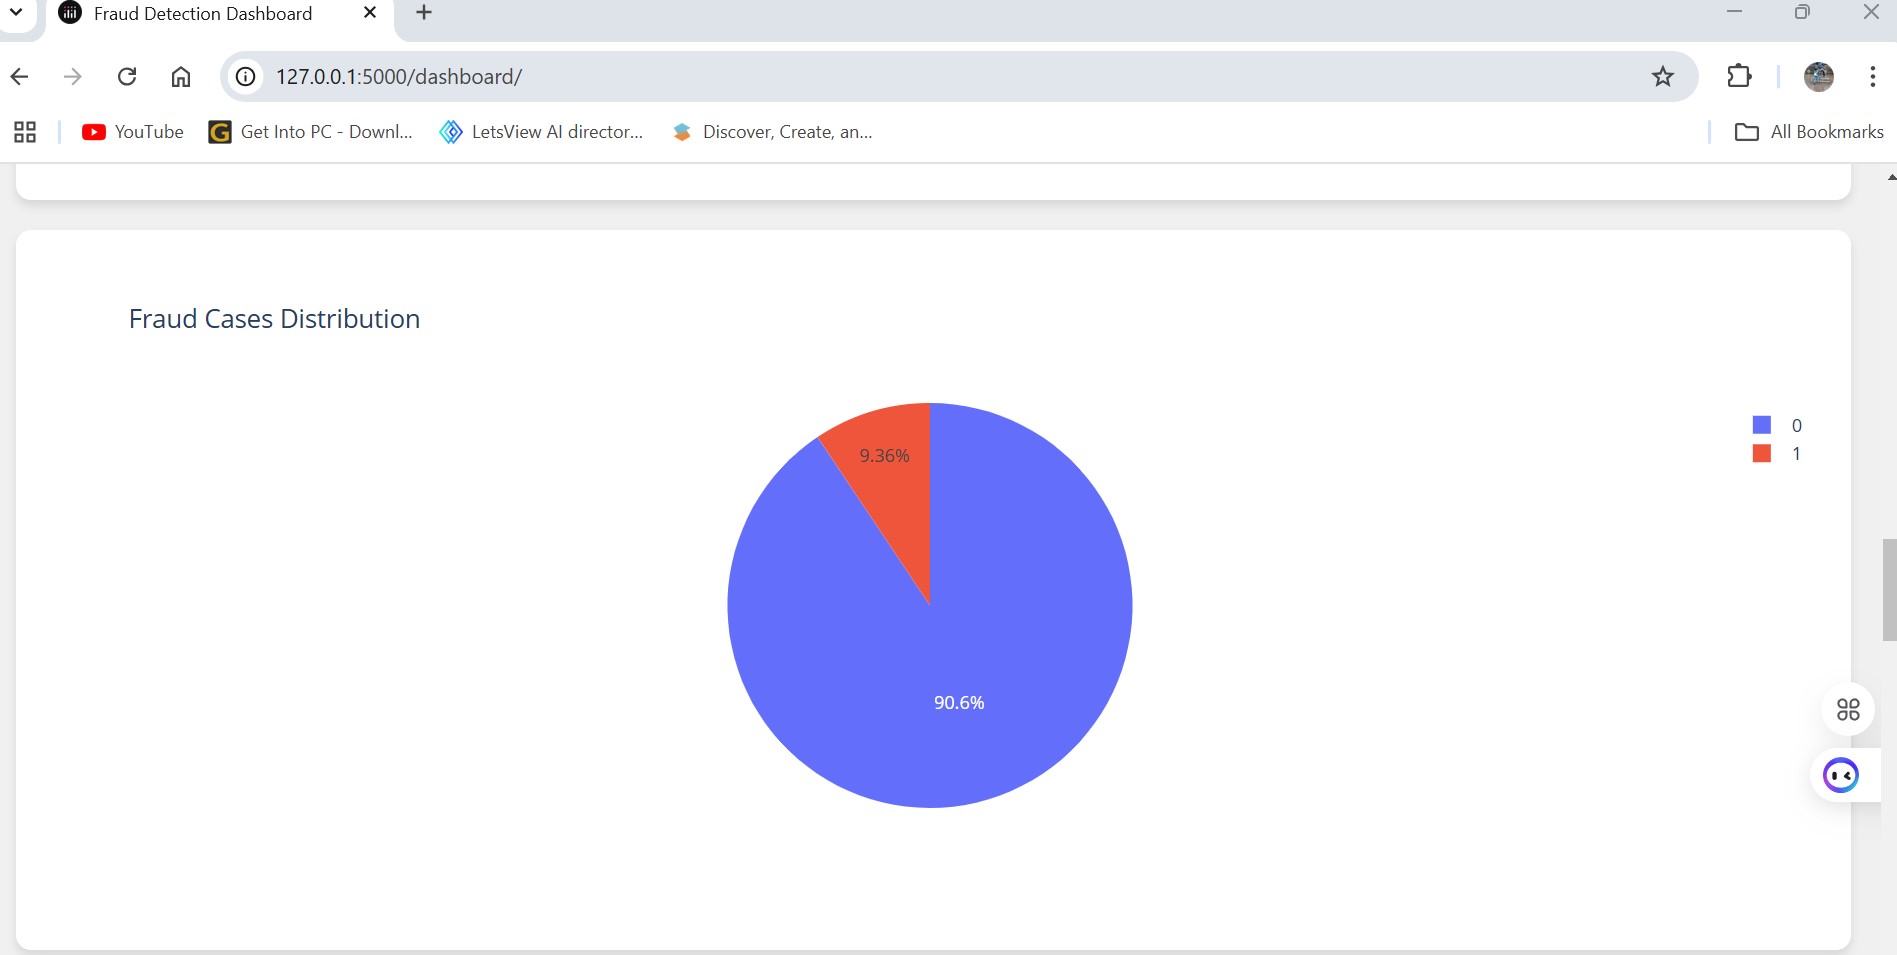 Fraud Detection Dashboard
127.0.0.1:5000/dashboard/
YouTube
Get Into PC - Downl...
LetsView AI director...
Discover, Create, an...
All Bookmarks
Fraud Cases Distribution
0
1
9.36%
90.6%